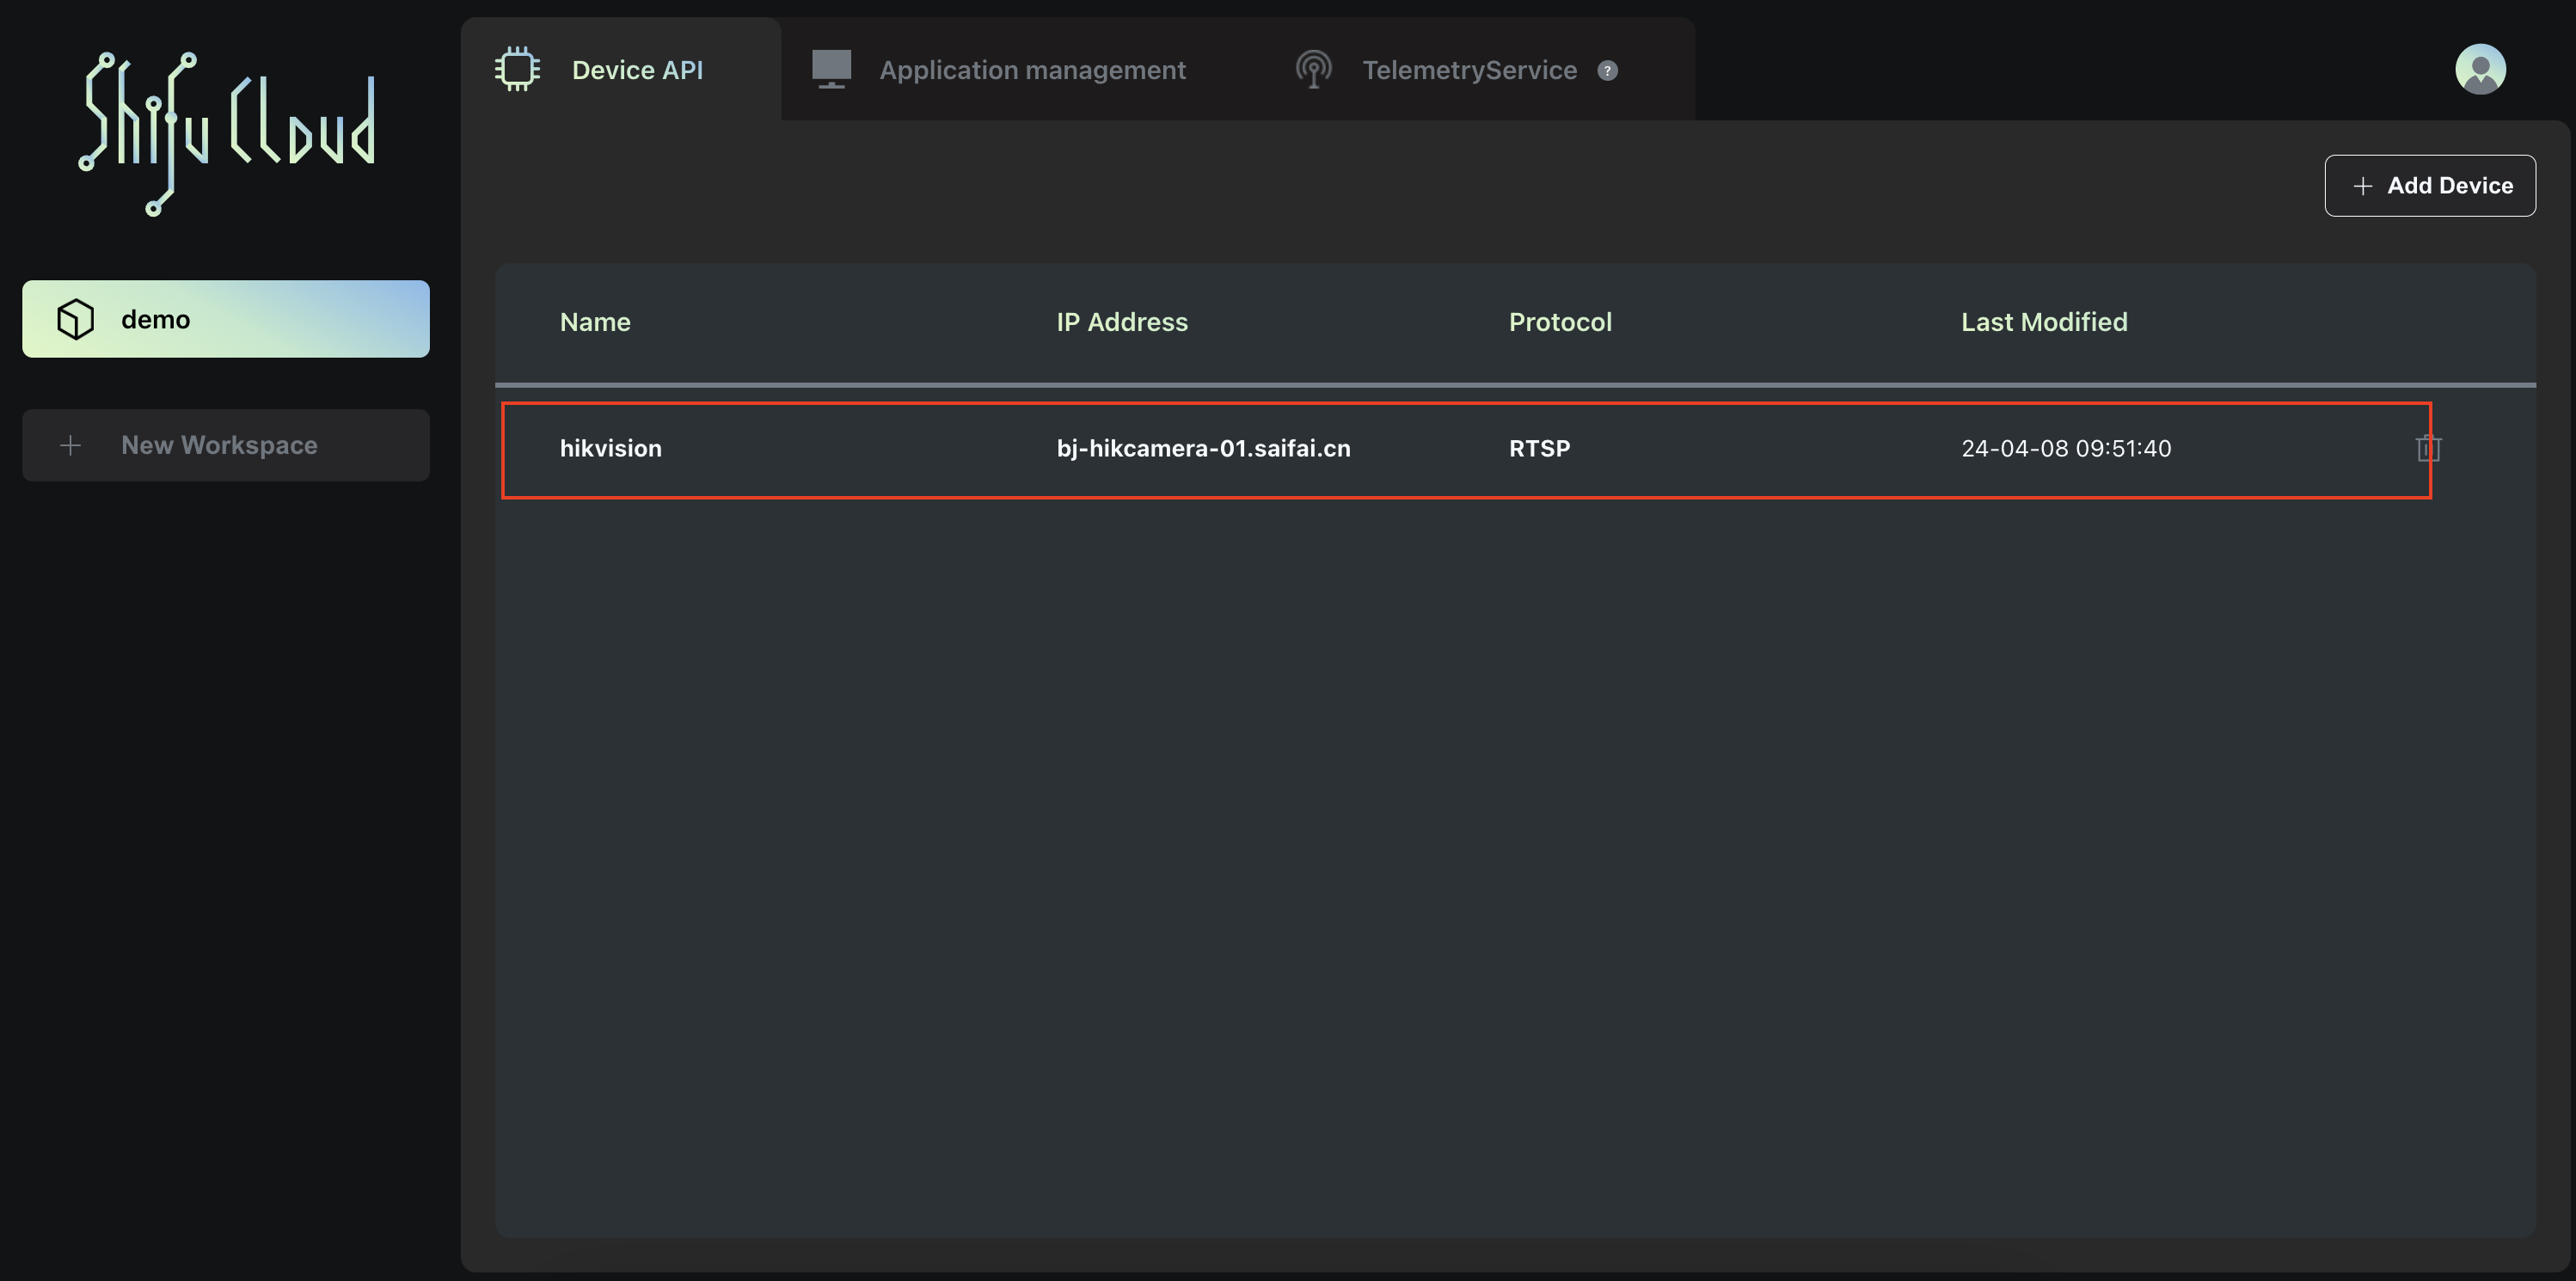 Shifu Cloud
Device API
Application management
TelemetryService ?
+ Add Device
demo
+ New Workspace
Name IP Address Protocol Last Modified
hikvision bj-hikcamera-01.saifai.cn RTSP 24-04-08 09:51:40